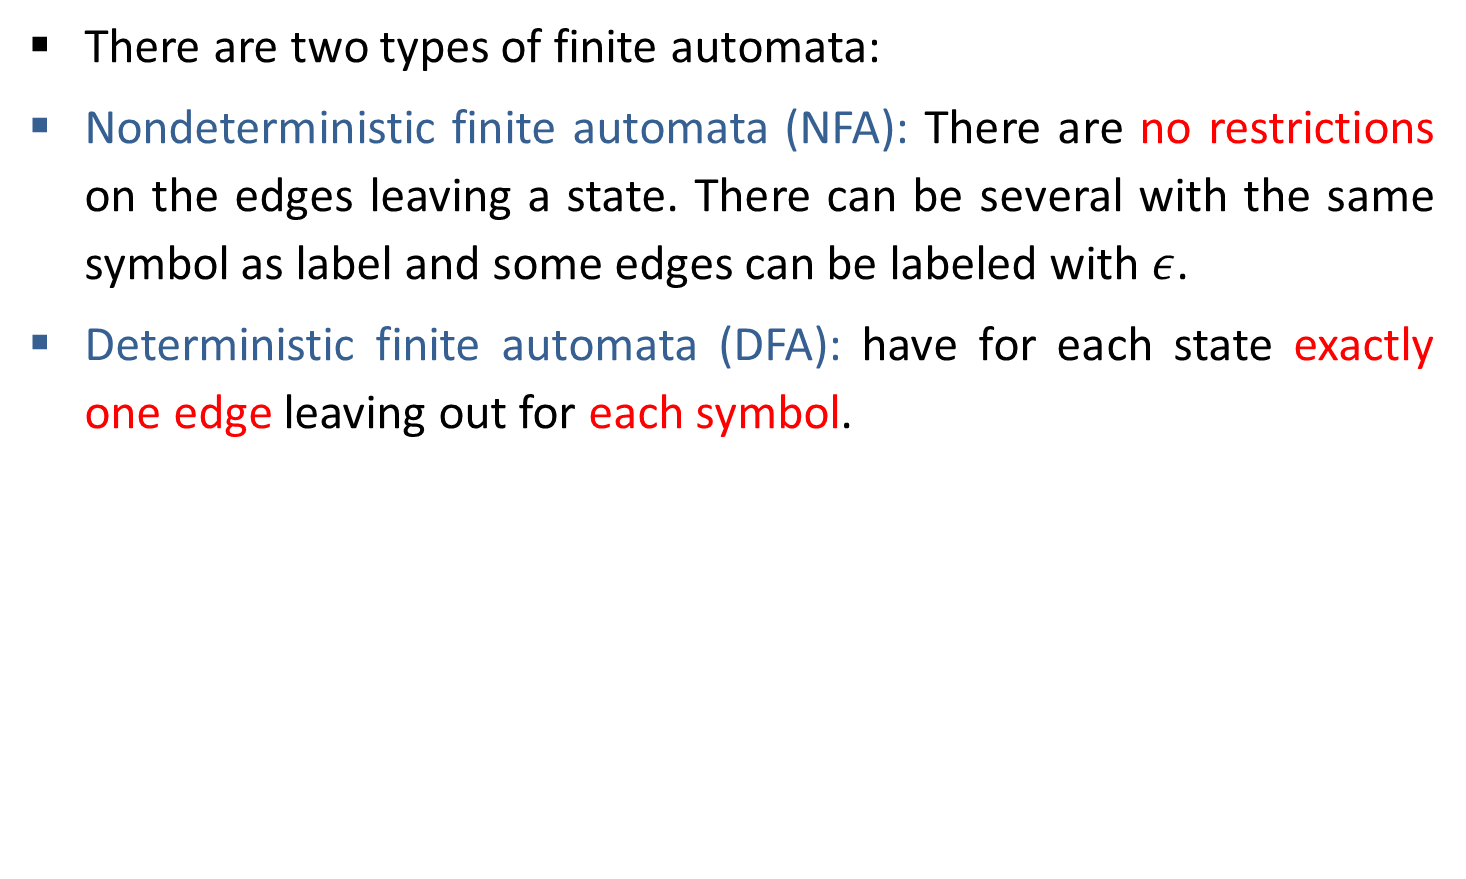 ▪ There are two types of finite automata:
▪ Nondeterministic finite automata (NFA): There are no restrictions
on the edges leaving a state. There can be several with the same
symbol as label and some edges can be labeled with ϵ.
▪ Deterministic finite automata (DFA): have for each state exactly
one edge leaving out for each symbol.